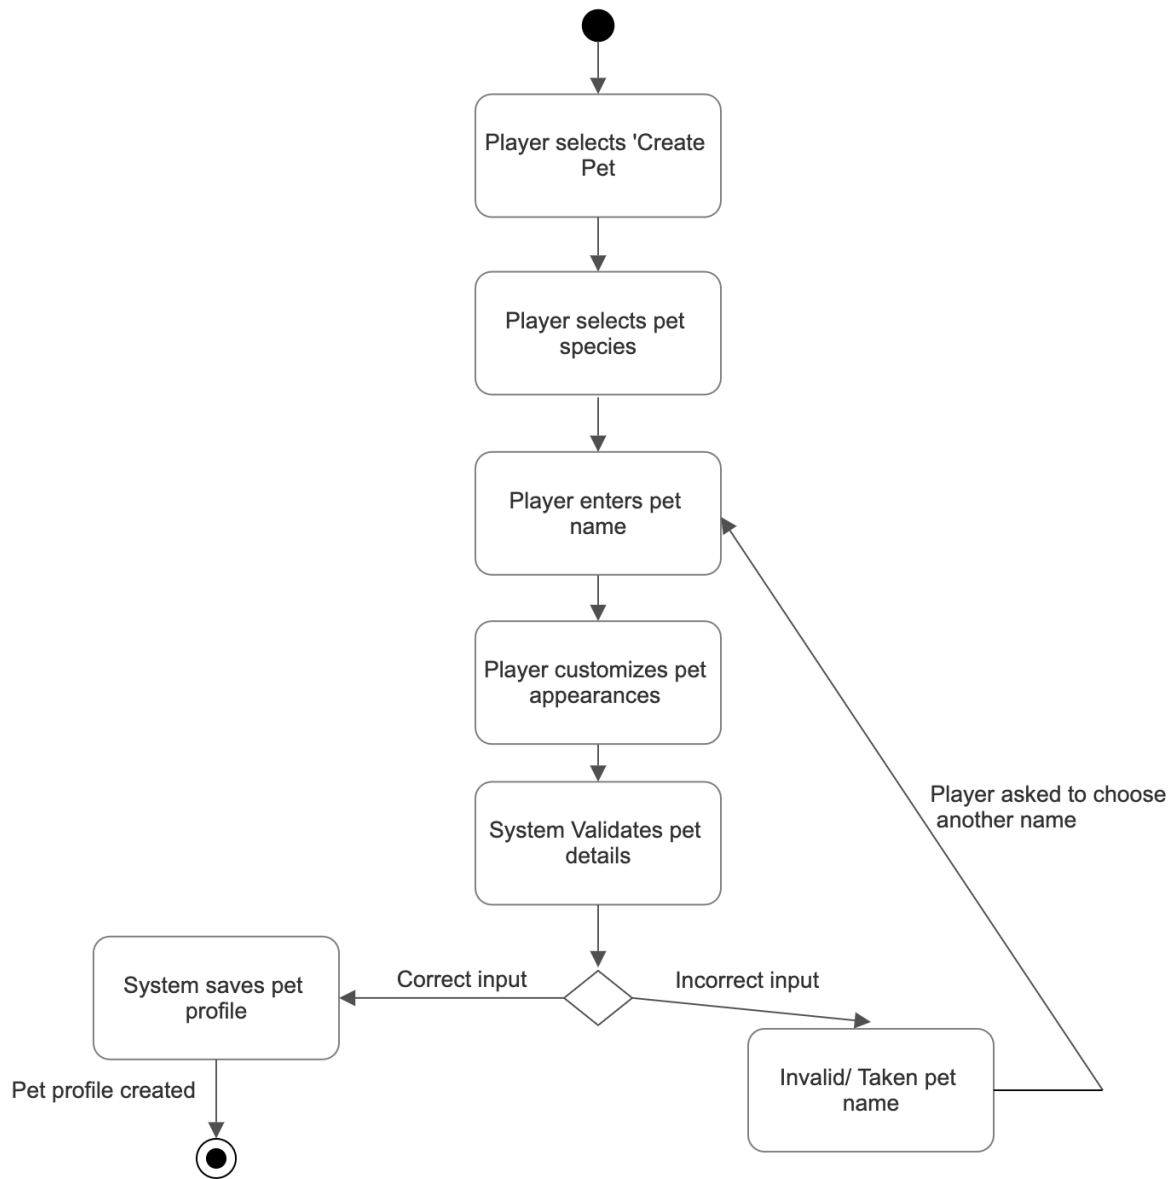 Player selects 'Create
Pet
Player selects pet
species
Player enters pet
name
Player customizes pet
appearances
Player asked to choose
another name
System Validates pet
details
Correct input
Incorrect input
System saves pet
profile
Invalid/ Taken pet
name
Pet profile created